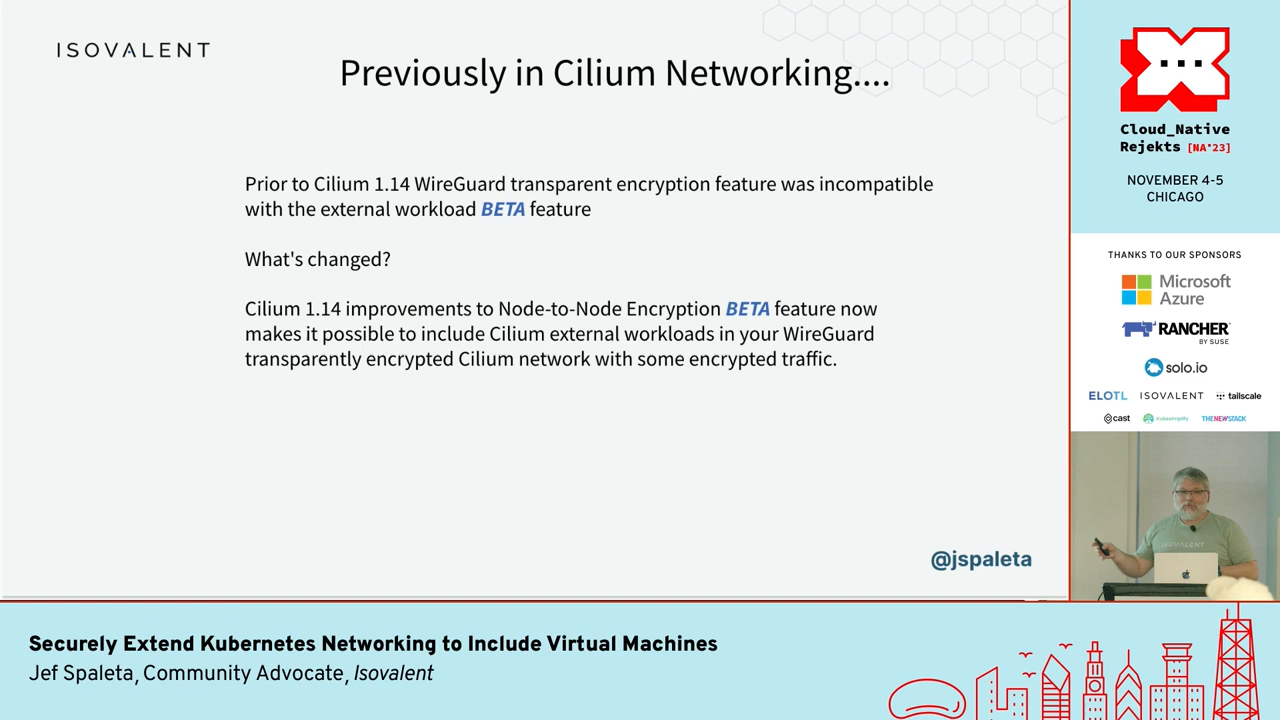 ISOVALENT
Previously in Cilium Networking....
Prior to Cilium 1.14 WireGuard transparent encryption feature was incompatible
with the external workload BETA feature
What's changed?
Cilium 1.14 improvements to Node-to-Node Encryption BETA feature now
makes it possible to include Cilium external workloads in your WireGuard
transparently encrypted Cilium network with some encrypted traffic.
@jspaleta
Cloud_Native
Rejekts [NA'23]
NOVEMBER 4-5
CHICAGO
THANKS TO OUR SPONSORS
Microsoft
Azure
RANCHER
BY SUSE
solo.io
ELOTL ISOVALENT tailscale
cast kubesimplify THENEWSTACK
ISOVALENT
Securely Extend Kubernetes Networking to Include Virtual Machines
Jef Spaleta, Community Advocate, Isovalent